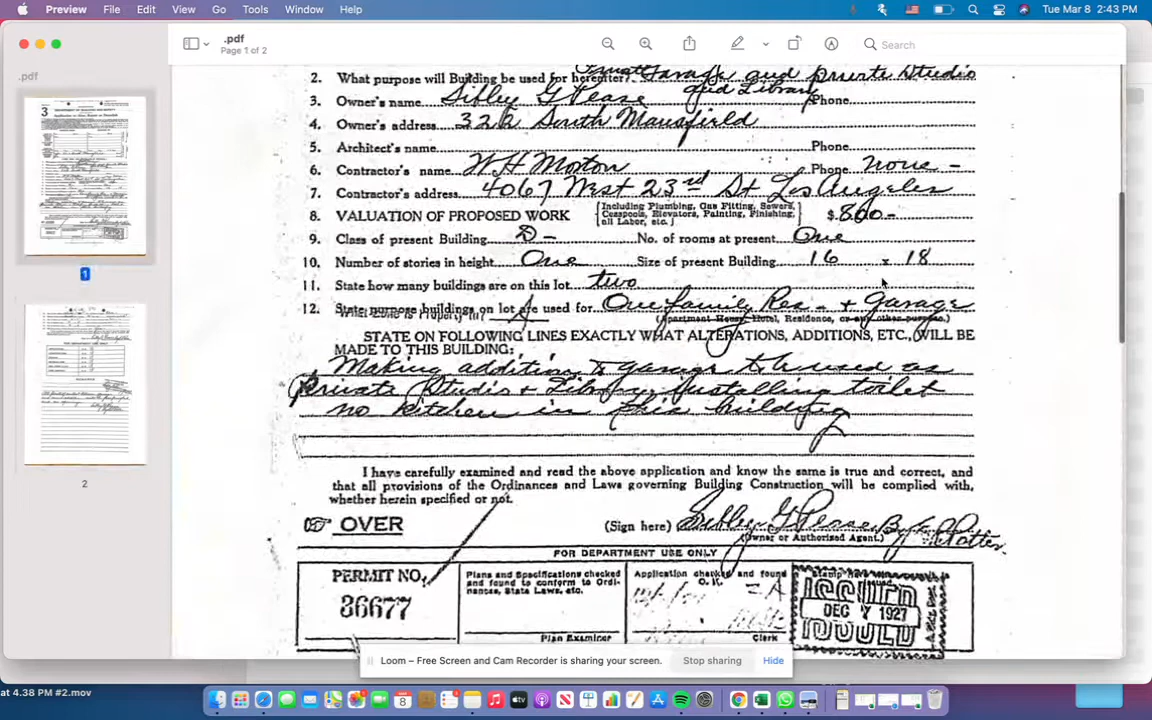 Preview File Edit View Go Tools Window Help Tue Mar 8 2:43 PM
.pdf
Page 1 of 2
Search
.pdf
3
1
2
2. What purpose will Building be used for hereafter? Private Garage and private Studio
and Library
3. Owner's name Sibley G Pease Phone
4. Owner's address 322 South Mansfield
5. Architect's name Phone
6. Contractor's name W H Moton Phone none -
7. Contractor's address 4067 West 23rd St Los Angeles
8. VALUATION OF PROPOSED WORK {Including Plumbing, Gas Fitting, Sewers, Cesspools, Elevators, Painting, Finishing, all Labor, etc.} $ 800-
9. Class of present Building D- No. of rooms at present One
10. Number of stories in height One Size of present Building 16 x 18
11. State how many buildings are on this lot two
12. State purpose buildings on lot are used for One family Res - + Garage
(Apartment House, Hotel, Residence, or any other purpose.)
STATE ON FOLLOWING LINES EXACTLY WHAT ALTERATIONS, ADDITIONS, ETC., WILL BE
MADE TO THIS BUILDING:
Making addition to garage to be used as
Private Studio + Library installing toilet
no kitchen in this building
I have carefully examined and read the above application and know the same is true and correct, and
that all provisions of the Ordinances and Laws governing Building Construction will be complied with,
whether herein specified or not.
OVER (Sign here) Sibley G Pease By Potter
(Owner or Authorized Agent.)
FOR DEPARTMENT USE ONLY
PERMIT NO.
36677
Plans and Specifications checked
and found to conform to Ordi-
nances, State Laws, etc.
Plan Examiner
Application checked and found
O. K.
Clerk
Stamp here
ISSUED
DEC 7 1927
ISSUED
Loom – Free Screen and Cam Recorder is sharing your screen. Stop sharing Hide
at 4.38 PM #2.mov